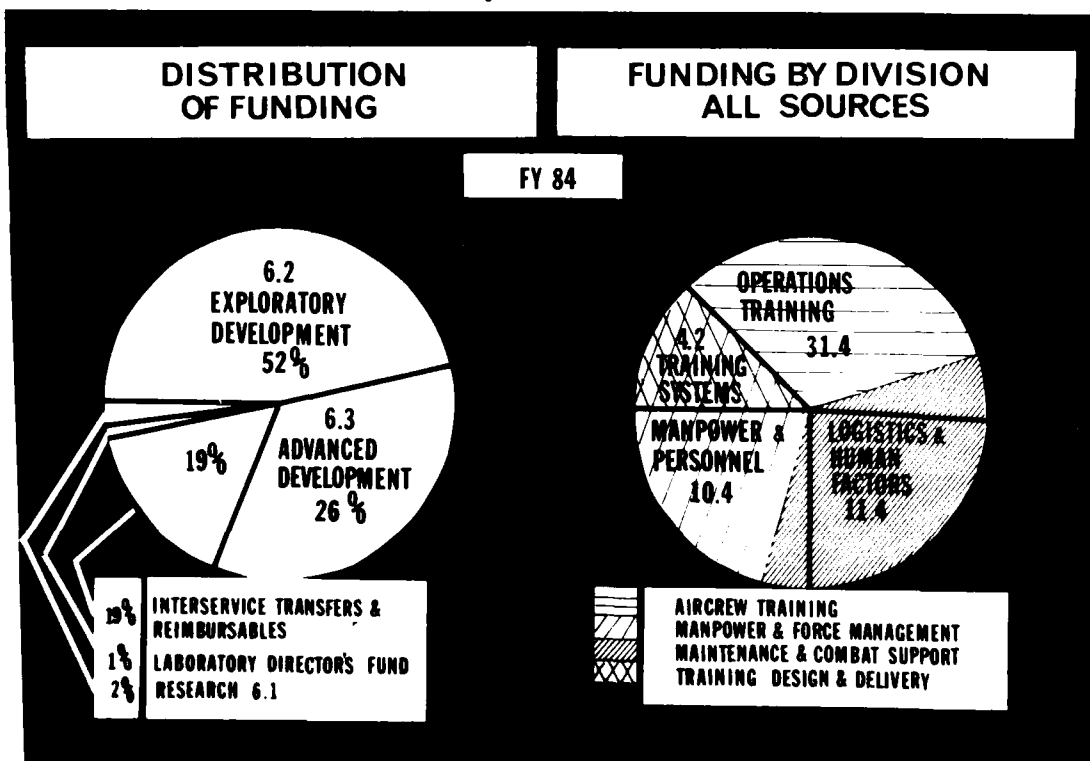 DISTRIBUTION
OF FUNDING
FUNDING BY DIVISION
ALL SOURCES
FY 84
6.2
EXPLORATORY
DEVELOPMENT
52%
6.3
ADVANCED
DEVELOPMENT
26%
19%
19% INTERSERVICE TRANSFERS &
REIMBURSABLES
1% LABORATORY DIRECTOR'S FUND
2% RESEARCH 6.1
OPERATIONS
TRAINING
31.4
4.2
TRAINING
SYSTEMS
MANPOWER &
PERSONNEL
10.4
LOGISTICS &
HUMAN
FACTORS
11.4
AIRCREW TRAINING
MANPOWER & FORCE MANAGEMENT
MAINTENANCE & COMBAT SUPPORT
TRAINING DESIGN & DELIVERY